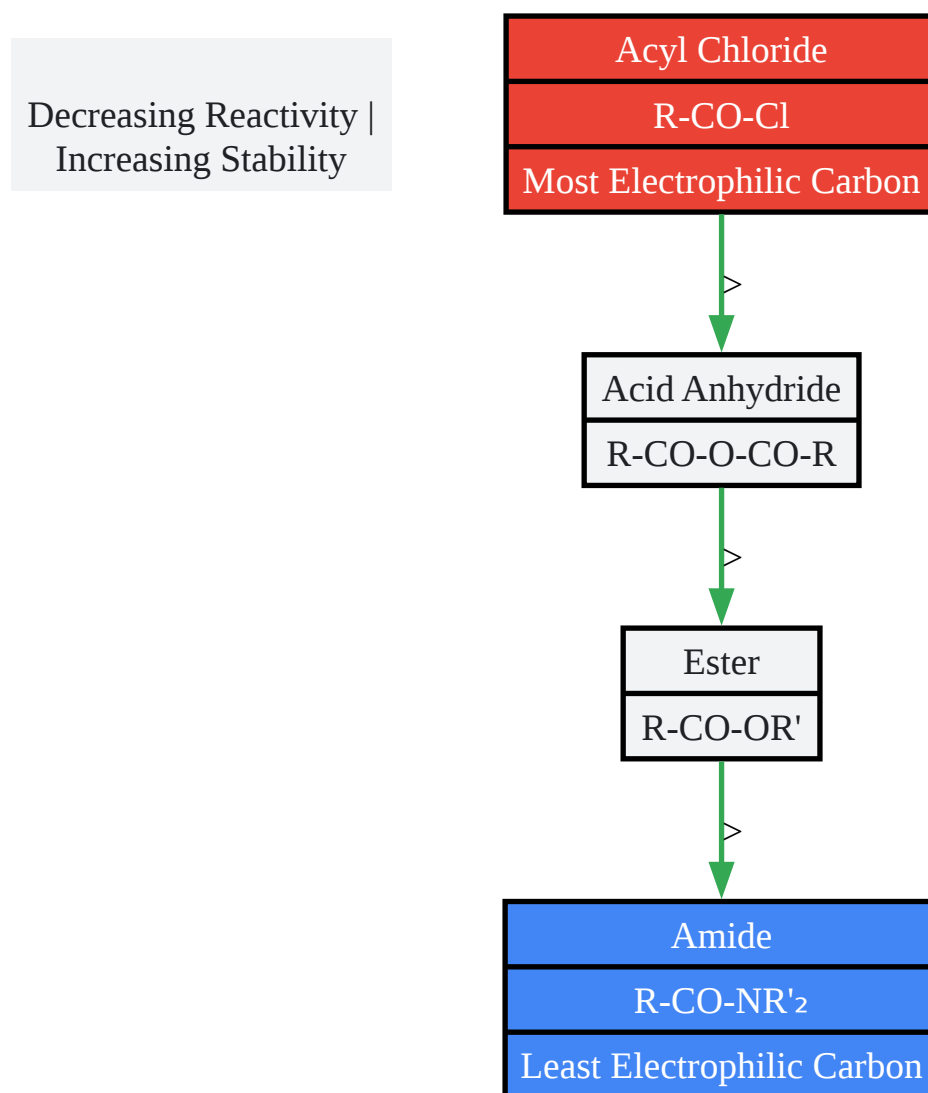 Decreasing Reactivity |
Increasing Stability
Acyl Chloride
R-CO-Cl
Most Electrophilic Carbon
>
Acid Anhydride
R-CO-O-CO-R
>
Ester
R-CO-OR'
>
Amide
R-CO-NR'₂
Least Electrophilic Carbon